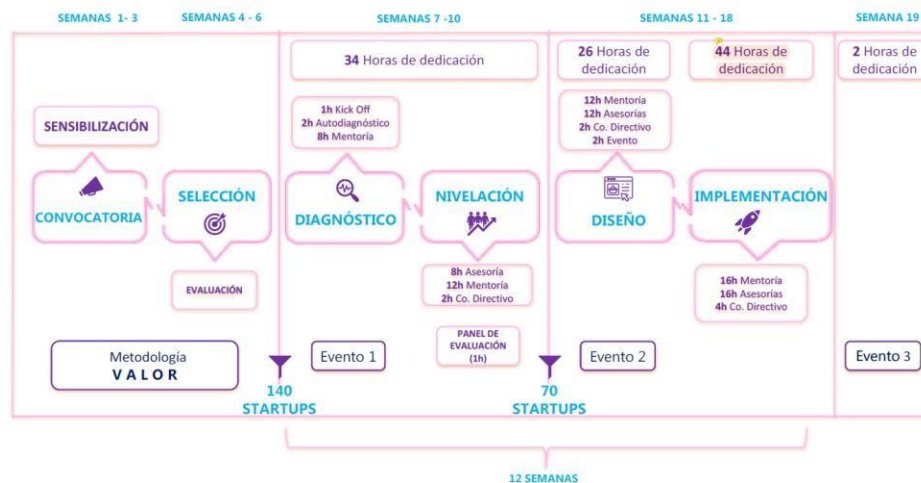 SEMANAS 1- 3
SEMANAS 4 - 6
SEMANAS 7 -10
SEMANAS 11 - 18
SEMANA 19
34 Horas de dedicación
26 Horas de
dedicación
44 Horas de
dedicación
2 Horas de
dedicación
SENSIBILIZACIÓN
1h Kick Off
2h Autodiagnóstico
8h Mentoría
12h Mentoría
12h Asesorías
2h Co. Directivo
2h Evento
CONVOCATORIA
SELECCIÓN
DIAGNÓSTICO
NIVELACIÓN
DISEÑO
IMPLEMENTACIÓN
EVALUACIÓN
8h Asesoría
12h Mentoría
2h Co. Directivo
16h Mentoría
16h Asesorías
4h Co. Directivo
PANEL DE
EVALUACIÓN
(1h)
Metodología
VALOR
Evento 1
Evento 2
Evento 3
140
STARTUPS
70
STARTUPS
12 SEMANAS